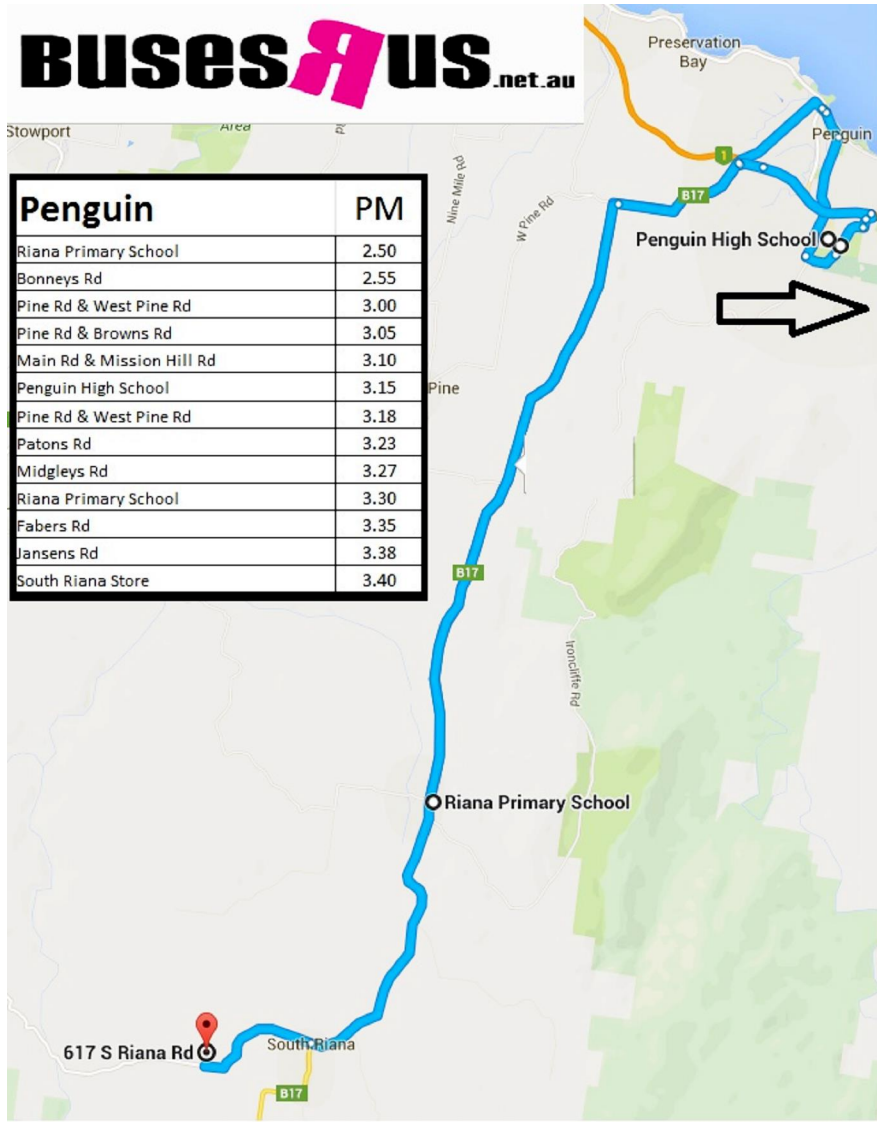 BUSESRUS.net.au
Preservation
Bay
Stowport
Area
Pl
Penguin
1
Nine Mile Rd
B17
W Pine Rd
Penguin High School
Penguin PM
Riana Primary School 2.50
Bonneys Rd 2.55
Pine Rd & West Pine Rd 3.00
Pine Rd & Browns Rd 3.05
Main Rd & Mission Hill Rd 3.10
Penguin High School 3.15
Pine Rd & West Pine Rd 3.18
Patons Rd 3.23
Midgleys Rd 3.27
Riana Primary School 3.30
Fabers Rd 3.35
Jansens Rd 3.38
South Riana Store 3.40
Pine
B17
Ironcliffe Rd
Riana Primary School
617 S Riana Rd
South Riana
B17